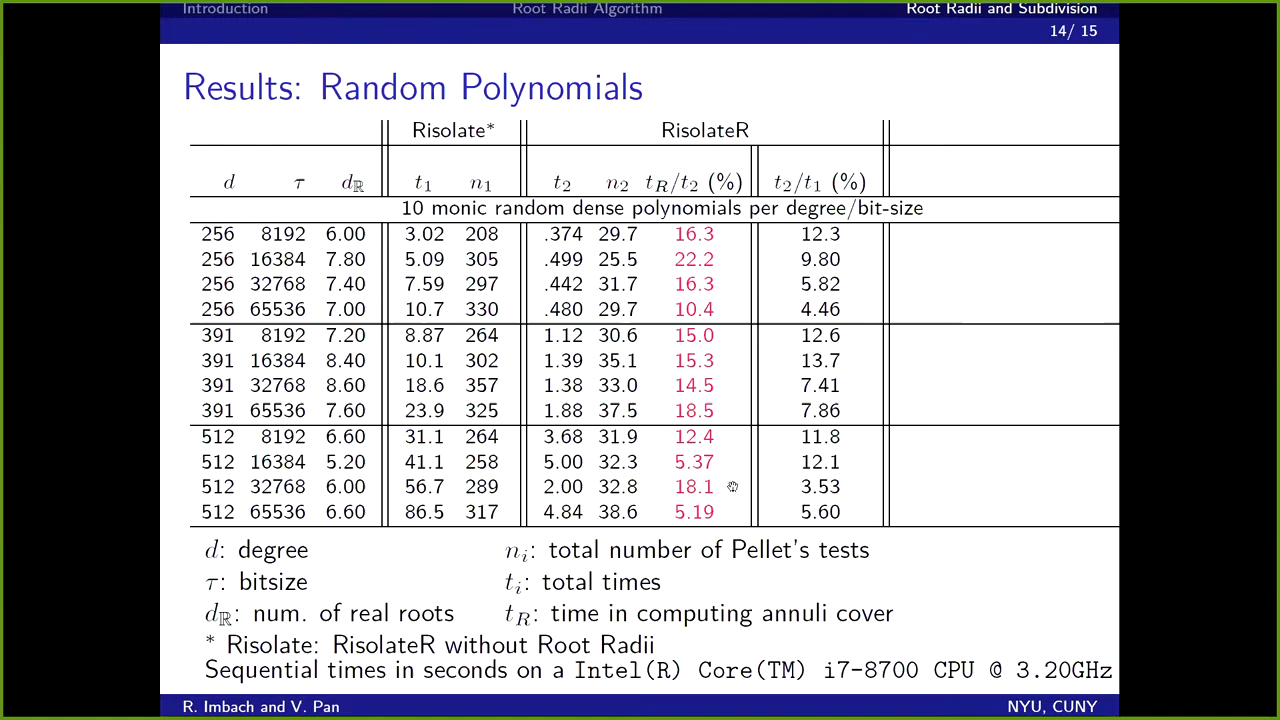 Introduction Root Radii Algorithm Root Radii and Subdivision
14/ 15
Results: Random Polynomials
Risolate* RisolateR
d τ dℝ t1 n1 t2 n2 tR/t2 (%) t2/t1 (%)
10 monic random dense polynomials per degree/bit-size
256 8192 6.00 3.02 208 .374 29.7 16.3 12.3
256 16384 7.80 5.09 305 .499 25.5 22.2 9.80
256 32768 7.40 7.59 297 .442 31.7 16.3 5.82
256 65536 7.00 10.7 330 .480 29.7 10.4 4.46
391 8192 7.20 8.87 264 1.12 30.6 15.0 12.6
391 16384 8.40 10.1 302 1.39 35.1 15.3 13.7
391 32768 8.60 18.6 357 1.38 33.0 14.5 7.41
391 65536 7.60 23.9 325 1.88 37.5 18.5 7.86
512 8192 6.60 31.1 264 3.68 31.9 12.4 11.8
512 16384 5.20 41.1 258 5.00 32.3 5.37 12.1
512 32768 6.00 56.7 289 2.00 32.8 18.1 3.53
512 65536 6.60 86.5 317 4.84 38.6 5.19 5.60
d: degree ni: total number of Pellet's tests
τ: bitsize ti: total times
dℝ: num. of real roots tR: time in computing annuli cover
* Risolate: RisolateR without Root Radii
Sequential times in seconds on a Intel(R) Core(TM) i7-8700 CPU @ 3.20GHz
R. Imbach and V. Pan NYU, CUNY